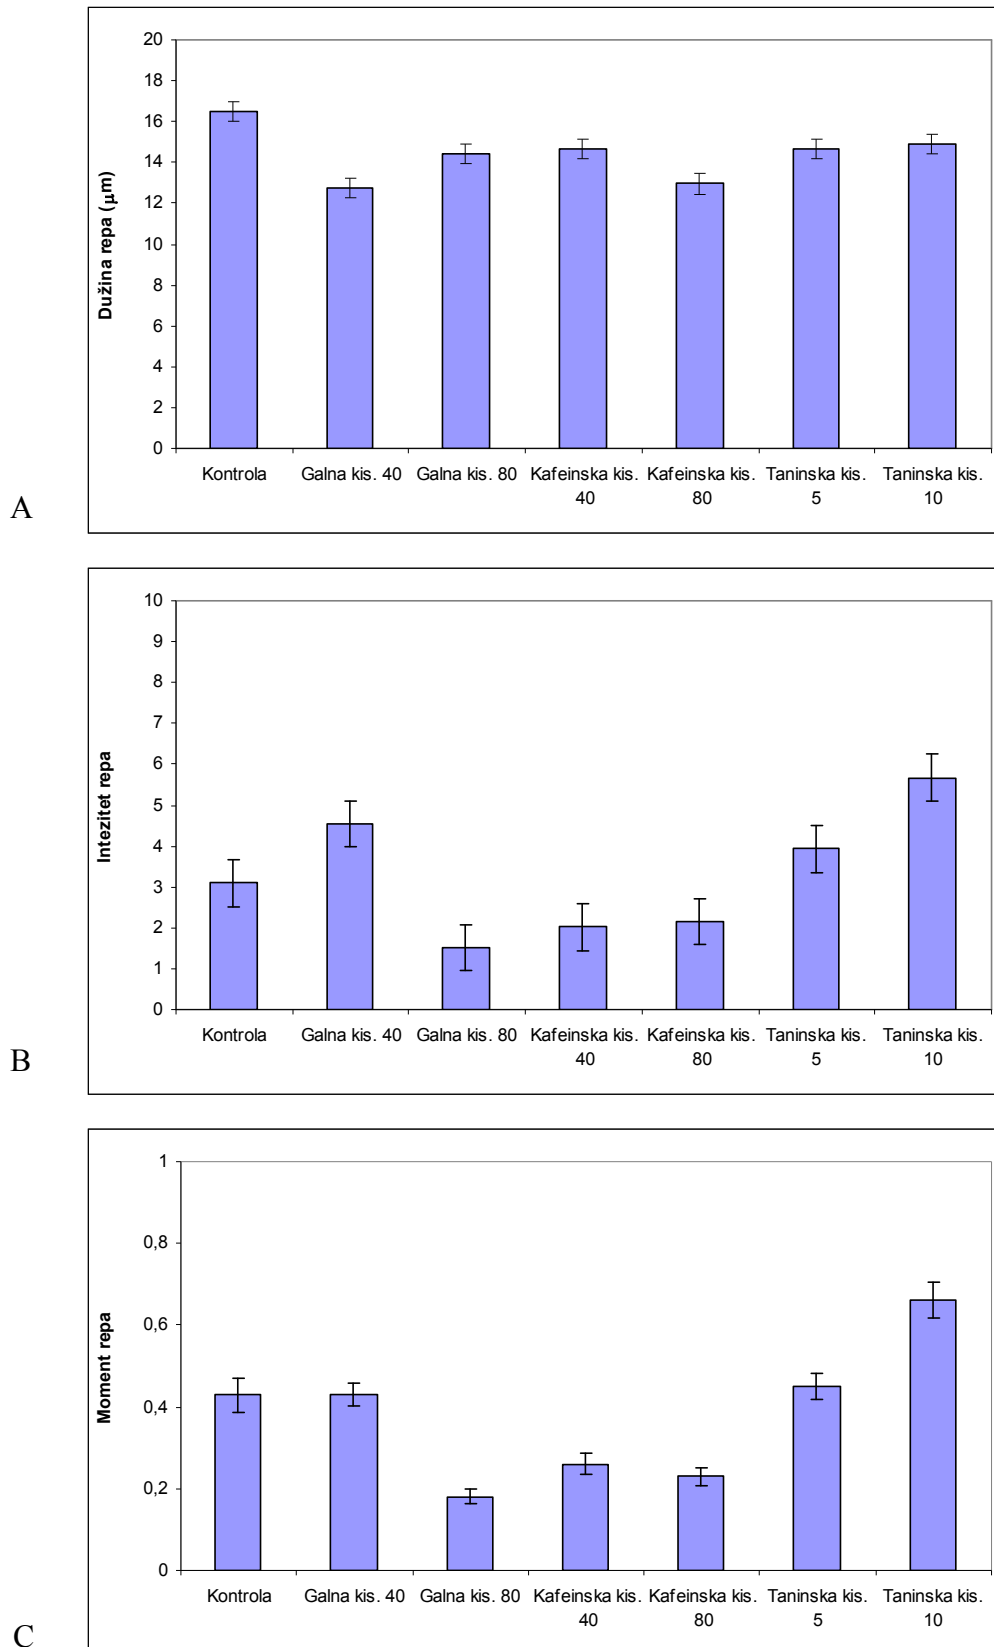 20
18
16
14
12
10
8
6
4
2
0
Dužina repa (μm)
Kontrola Galna kis. 40 Galna kis. 80 Kafeinska kis. Kafeinska kis. Taninska kis. Taninska kis.
40 80 5 10
A
10
9
8
7
6
5
4
3
2
1
0
Intezitet repa
Kontrola Galna kis. 40 Galna kis. 80 Kafeinska kis. Kafeinska kis. Taninska kis. Taninska kis.
40 80 5 10
B
1
0,8
0,6
0,4
0,2
0
Moment repa
Kontrola Galna kis. 40 Galna kis. 80 Kafeinska kis. Kafeinska kis. Taninska kis. Taninska kis.
40 80 5 10
C